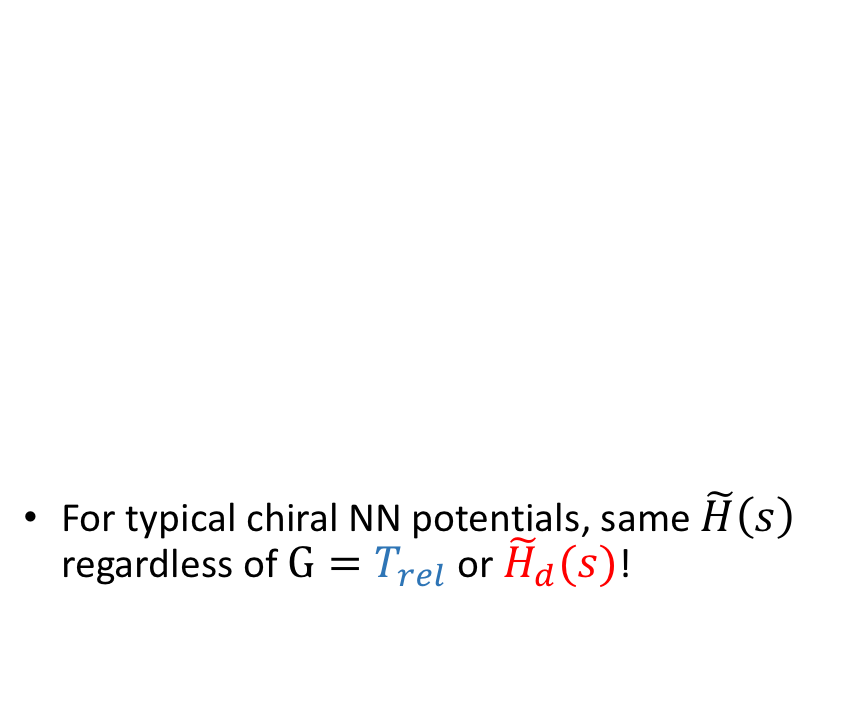 • For typical chiral NN potentials, same H̃(s)
regardless of G = T_rel or H̃_d(s)!